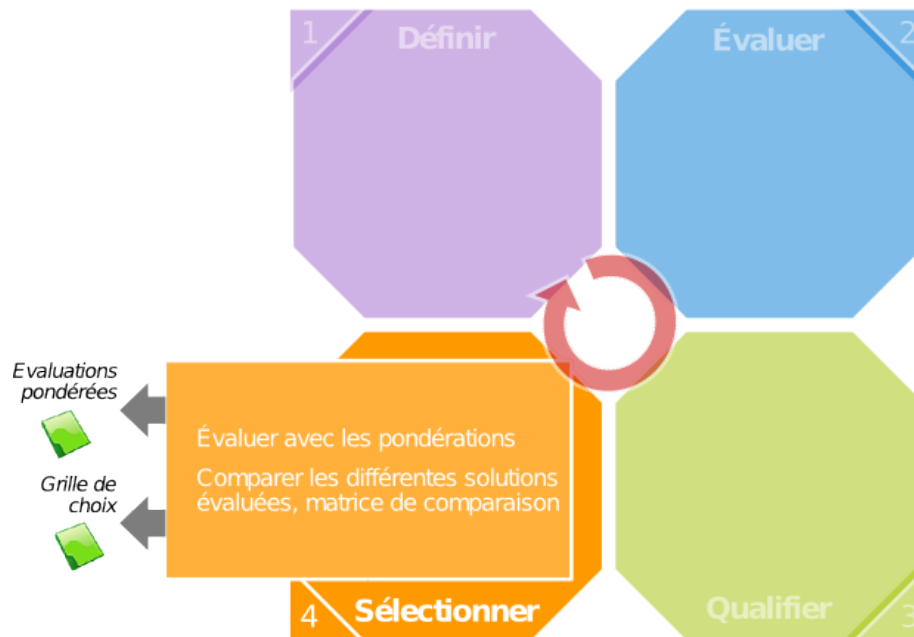 1
Définir
Évaluer
2
Evaluations
pondérées
Grille de
choix
Évaluer avec les pondérations
Comparer les différentes solutions
évaluées, matrice de comparaison
4
Sélectionner
Qualifier
3